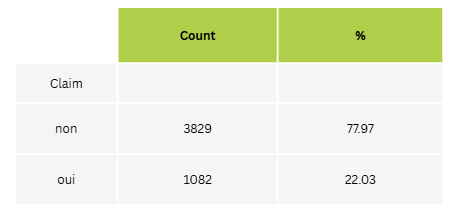 Count %
Claim
non 3829 77.97
oui 1082 22.03